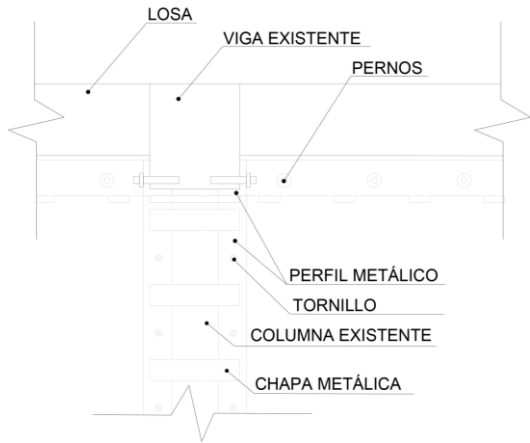 LOSA
VIGA EXISTENTE
PERNOS
PERFIL METÁLICO
TORNILLO
COLUMNA EXISTENTE
CHAPA METÁLICA